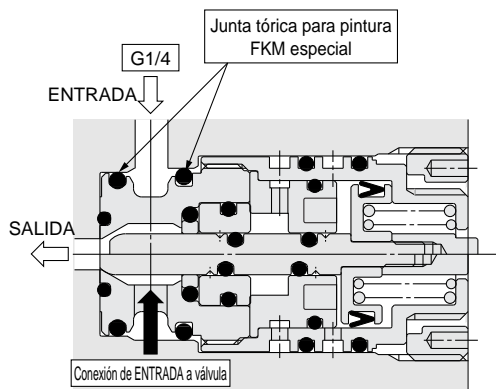 Junta tórica para pintura
FKM especial
G1/4
ENTRADA
SALIDA
Conexión de ENTRADA a válvula